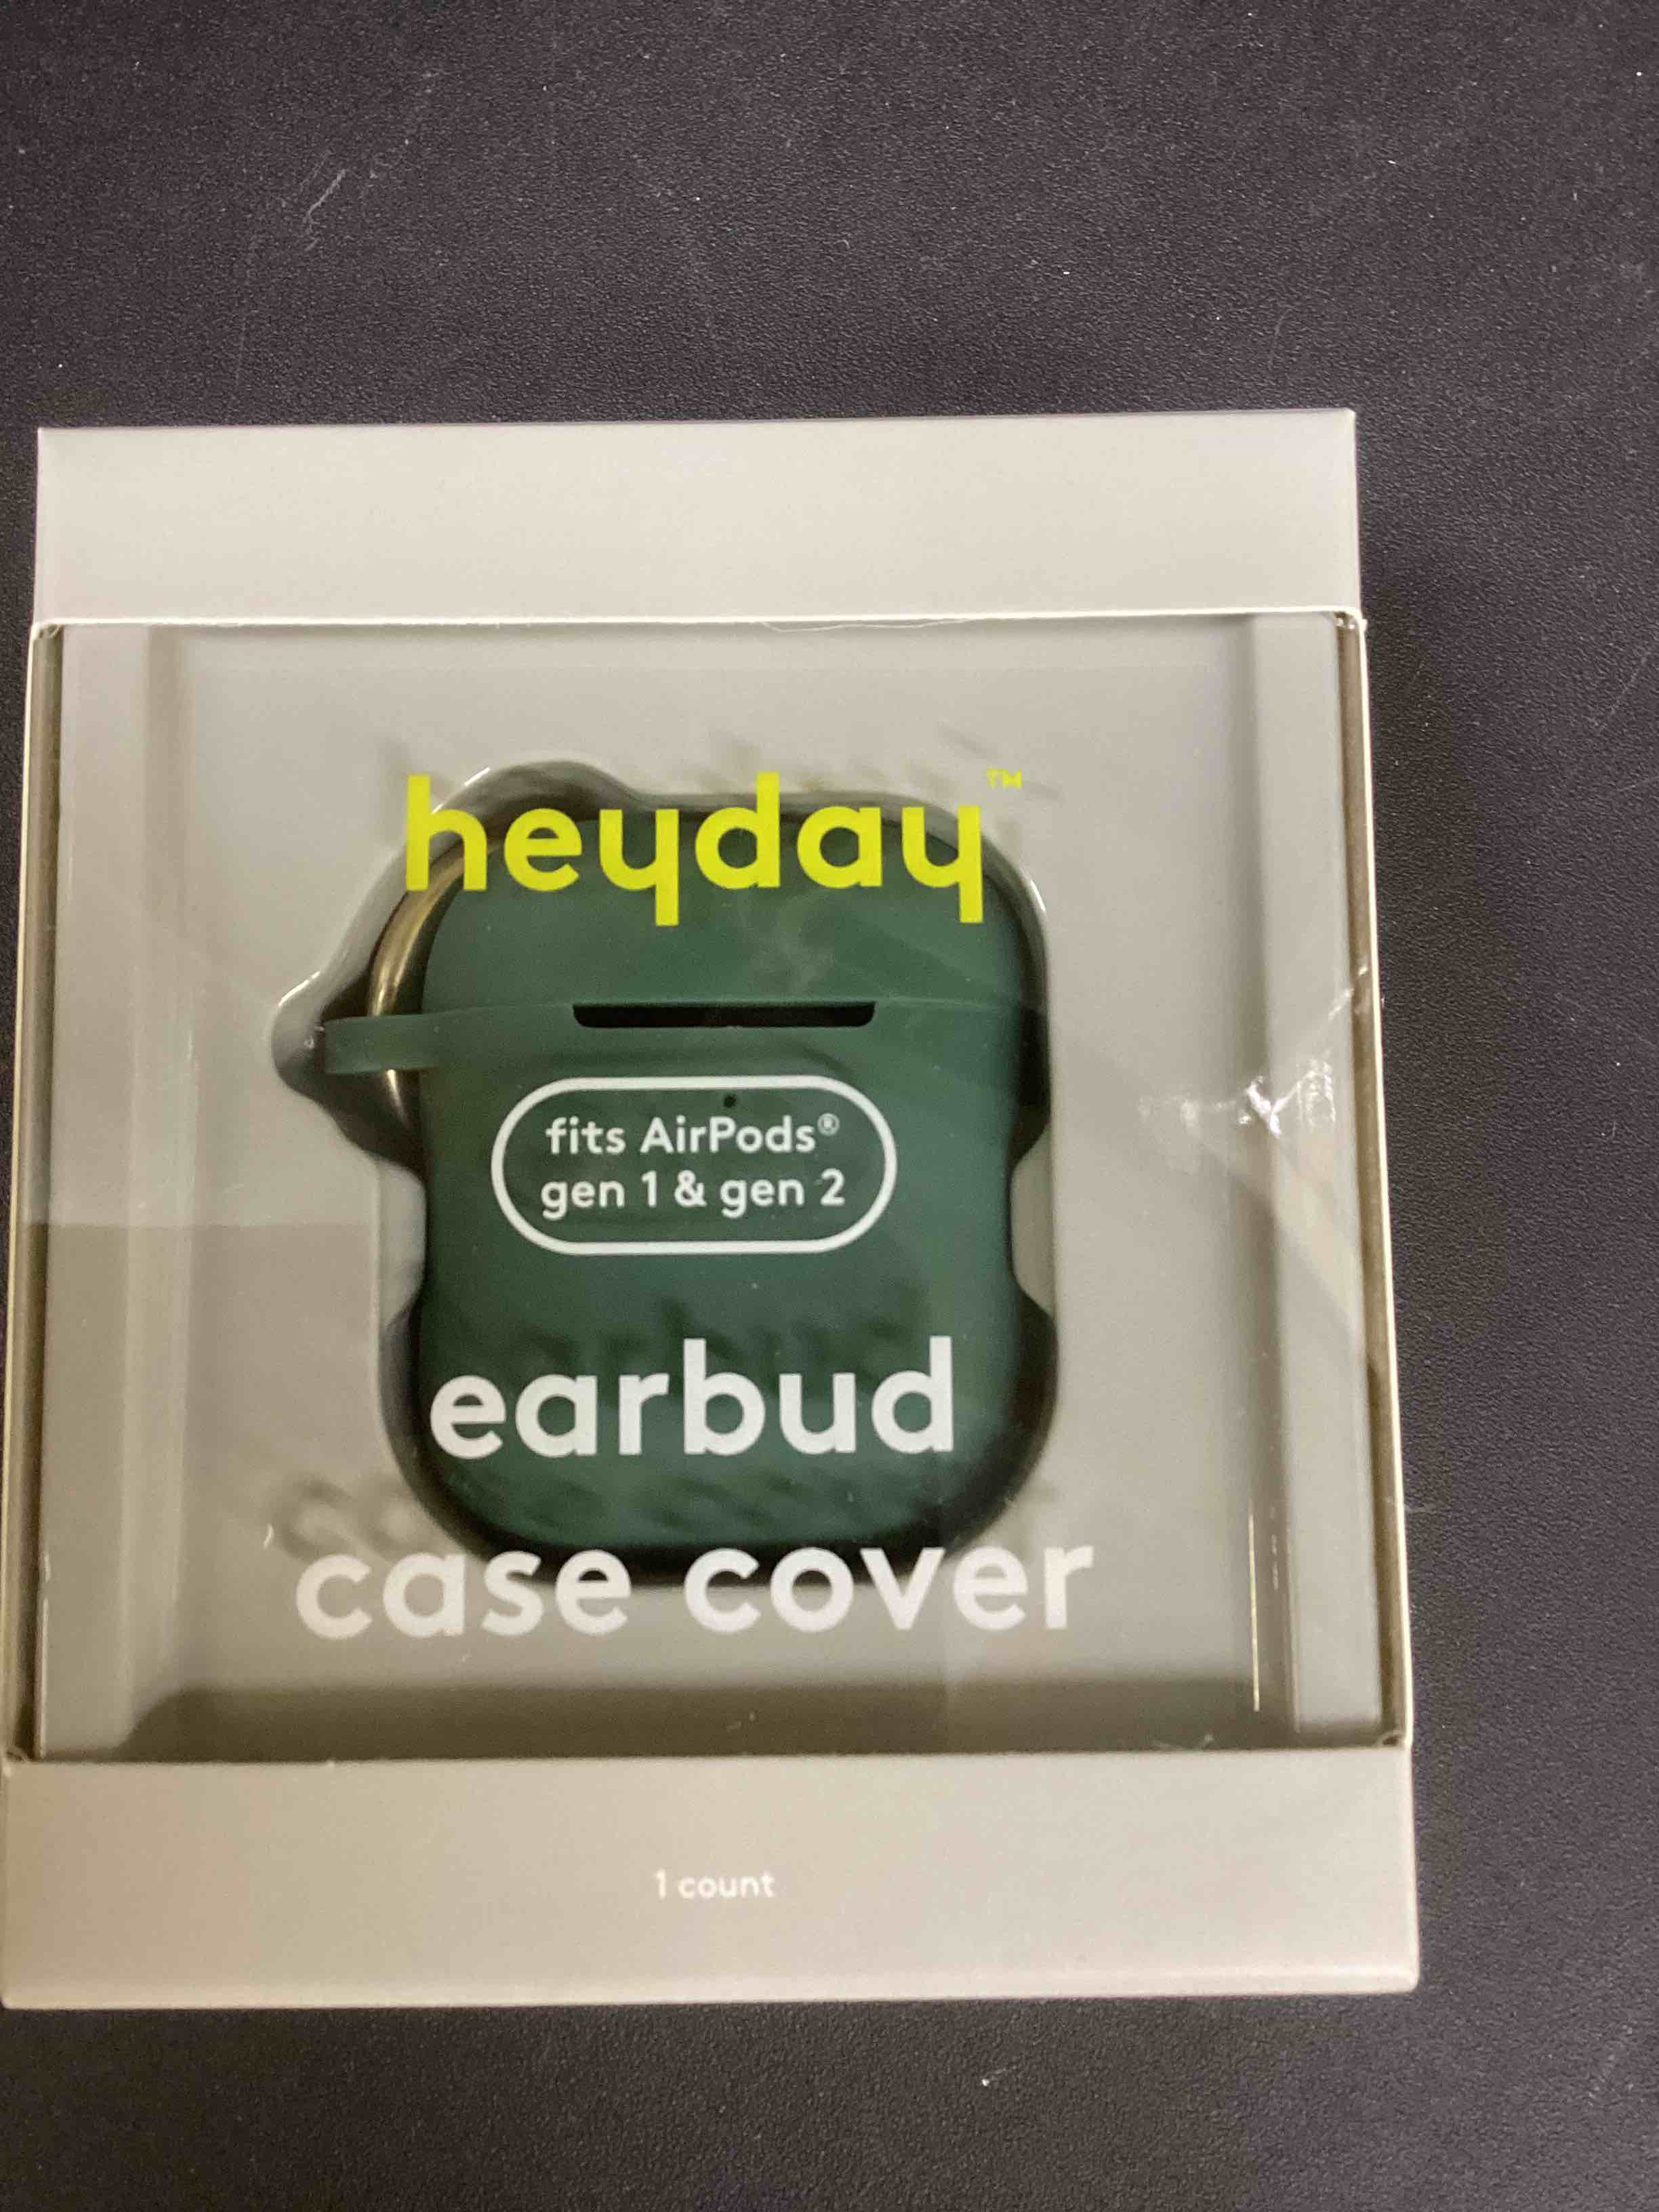 heyday™
fits AirPods®
gen 1 & gen 2
earbud
case cover
1 count